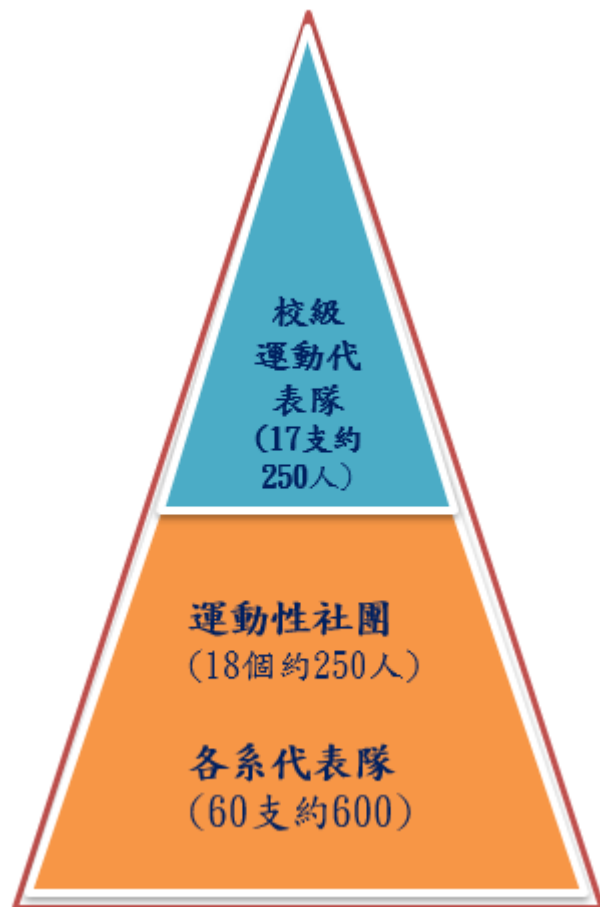 校級
運動代
表隊
(17支約
250人)
運動性社團
(18個約250人)
各系代表隊
(60支約600)